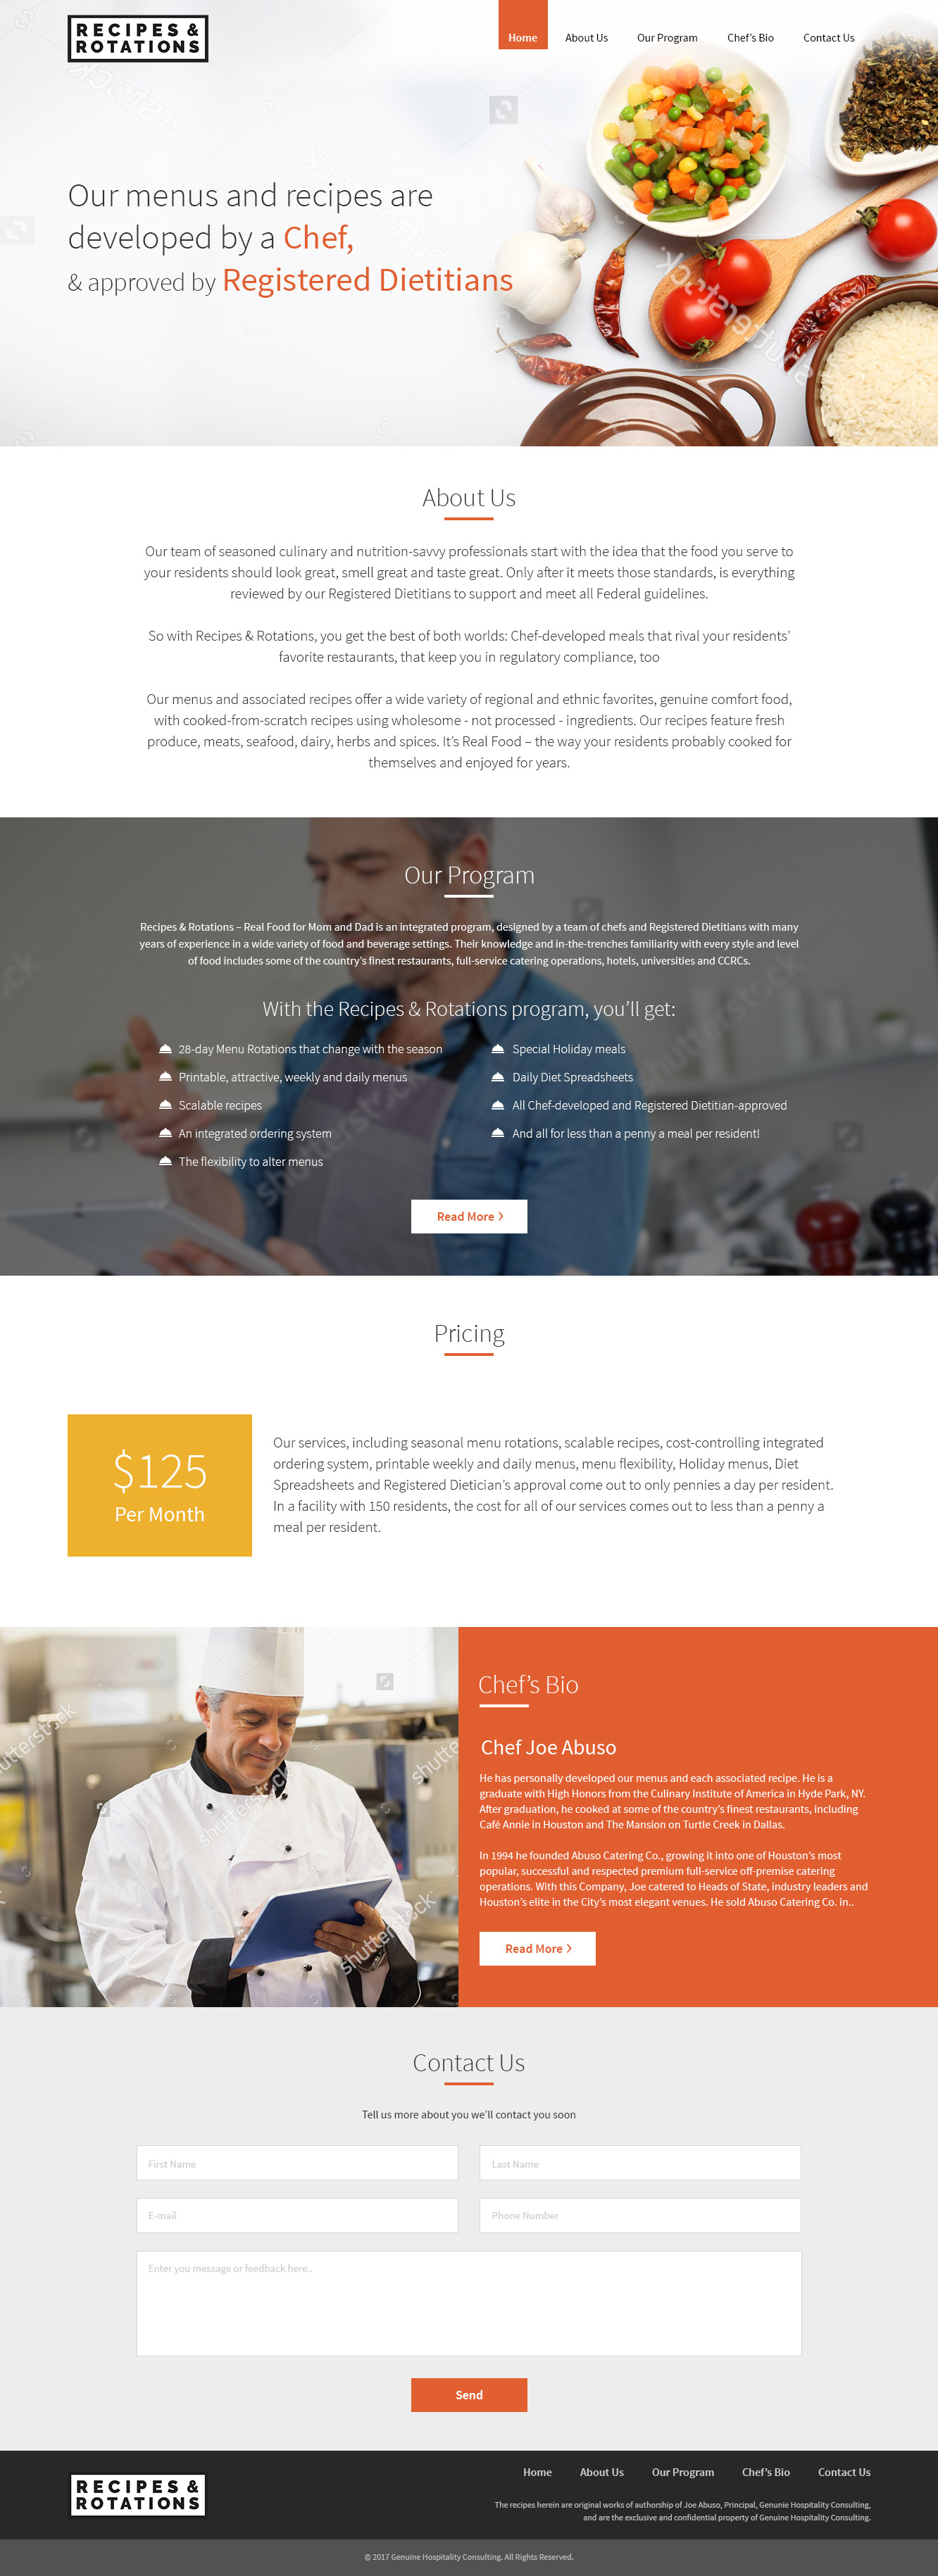 RECIPES &
ROTATIONS
Home
About Us
Our Program
Chef's Bio
Contact Us
Our menus and recipes are
developed by a Chef,
& approved by Registered Dietitians
shutterstock
About Us
Our team of seasoned culinary and nutrition-savvy professionals start with the idea that the food you serve to
your residents should look great, smell great and taste great. Only after it meets those standards, is everything
reviewed by our Registered Dietitians to support and meet all Federal guidelines.
So with Recipes & Rotations, you get the best of both worlds: Chef-developed meals that rival your residents'
favorite restaurants, that keep you in regulatory compliance, too
Our menus and associated recipes offer a wide variety of regional and ethnic favorites, genuine comfort food,
with cooked-from-scratch recipes using wholesome - not processed - ingredients. Our recipes feature fresh
produce, meats, seafood, dairy, herbs and spices. It's Real Food – the way your residents probably cooked for
themselves and enjoyed for years.
Our Program
Recipes & Rotations – Real Food for Mom and Dad is an integrated program, designed by a team of chefs and Registered Dietitians with many
years of experience in a wide variety of food and beverage settings. Their knowledge and in-the-trenches familiarity with every style and level
of food includes some of the country's finest restaurants, full-service catering operations, hotels, universities and CCRCs.
With the Recipes & Rotations program, you'll get:
28-day Menu Rotations that change with the season
Printable, attractive, weekly and daily menus
Scalable recipes
An integrated ordering system
The flexibility to alter menus
Special Holiday meals
Daily Diet Spreadsheets
All Chef-developed and Registered Dietitian-approved
And all for less than a penny a meal per resident!
Read More
Pricing
$125
Per Month
Our services, including seasonal menu rotations, scalable recipes, cost-controlling integrated
ordering system, printable weekly and daily menus, menu flexibility, Holiday menus, Diet
Spreadsheets and Registered Dietician's approval come out to only pennies a day per resident.
In a facility with 150 residents, the cost for all of our services comes out to less than a penny a
meal per resident.
shutterstock
shutterstock
shutterstock
Chef's Bio
Chef Joe Abuso
He has personally developed our menus and each associated recipe. He is a
graduate with High Honors from the Culinary Institute of America in Hyde Park, NY.
After graduation, he cooked at some of the country's finest restaurants, including
Café Annie in Houston and The Mansion on Turtle Creek in Dallas.
In 1994 he founded Abuso Catering Co., growing it into one of Houston's most
popular, successful and respected premium full-service off-premise catering
operations. With this Company, Joe catered to Heads of State, industry leaders and
Houston's elite in the City's most elegant venues. He sold Abuso Catering Co. in..
Read More
Contact Us
Tell us more about you we'll contact you soon
First Name
Last Name
E-mail
Phone Number
Enter you message or feedback here..
Send
RECIPES &
ROTATIONS
Home
About Us
Our Program
Chef's Bio
Contact Us
The recipes herein are original works of authorship of Joe Abuso, Principal, Genunie Hospitality Consulting,
and are the exclusive and confidential property of Genuine Hospitality Consulting.
© 2017 Genuine Hospitality Consulting. All Rights Reserved.